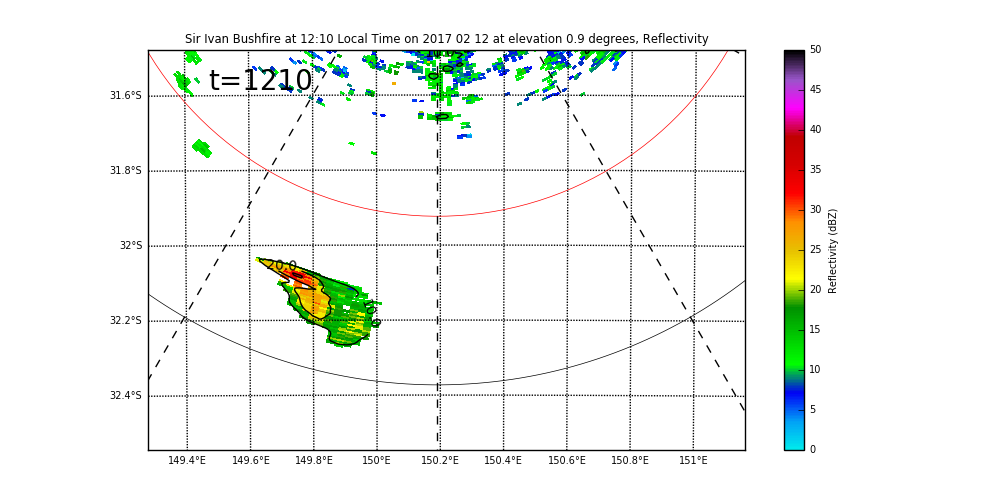 Sir Ivan Bushfire at 12:10 Local Time on 2017 02 12 at elevation 0.9 degrees, Reflectivity
t=1210
31.6°S
31.8°S
32°S
32.2°S
32.4°S
149.4°E 149.6°E 149.8°E 150°E 150.2°E 150.4°E 150.6°E 150.8°E 151°E
50
45
40
35
30
25
20
15
10
5
0
Reflectivity (dBZ)